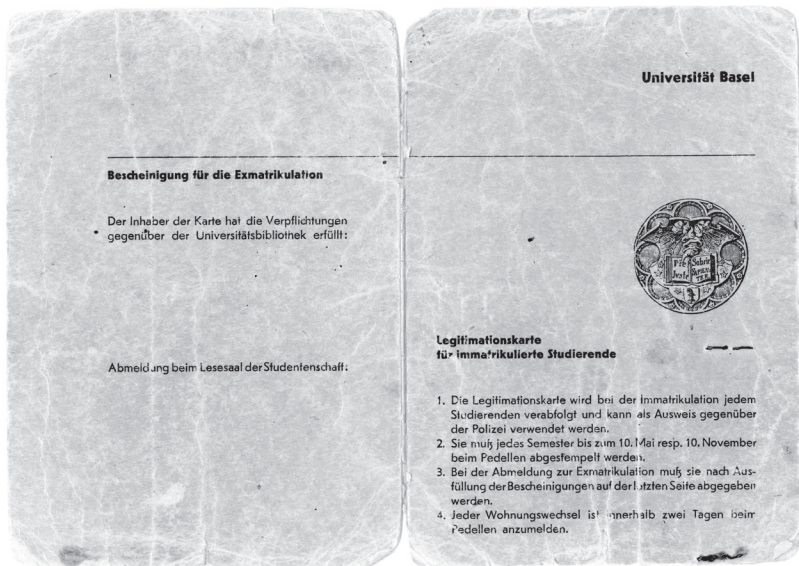 Bescheinigung für die Exmatrikulation
Der Inhaber der Karte hat die Verpflichtungen
gegenüber der Universitätsbibliothek erfüllt:
Abmeldung beim Lesesaal der Studentenschaft:
Universität Basel
Pie Sobrie
Juste
Legitimationskarte
für immatrikulierte Studierende
1. Die Legitimationskarte wird bei der Immatrikulation jedem
Studierenden verabfolgt und kann als Ausweis gegenüber
der Polizei verwendet werden.
2. Sie muß jedes Semester bis zum 10. Mai resp. 10. November
beim Pedellen abgestempelt werden.
3. Bei der Abmeldung zur Exmatrikulation muß sie nach Aus-
füllung der Bescheinigungen auf der letzten Seite abgegeben
werden.
4. Jeder Wohnungswechsel ist innerhalb zwei Tagen beim
Pedellen anzumelden.